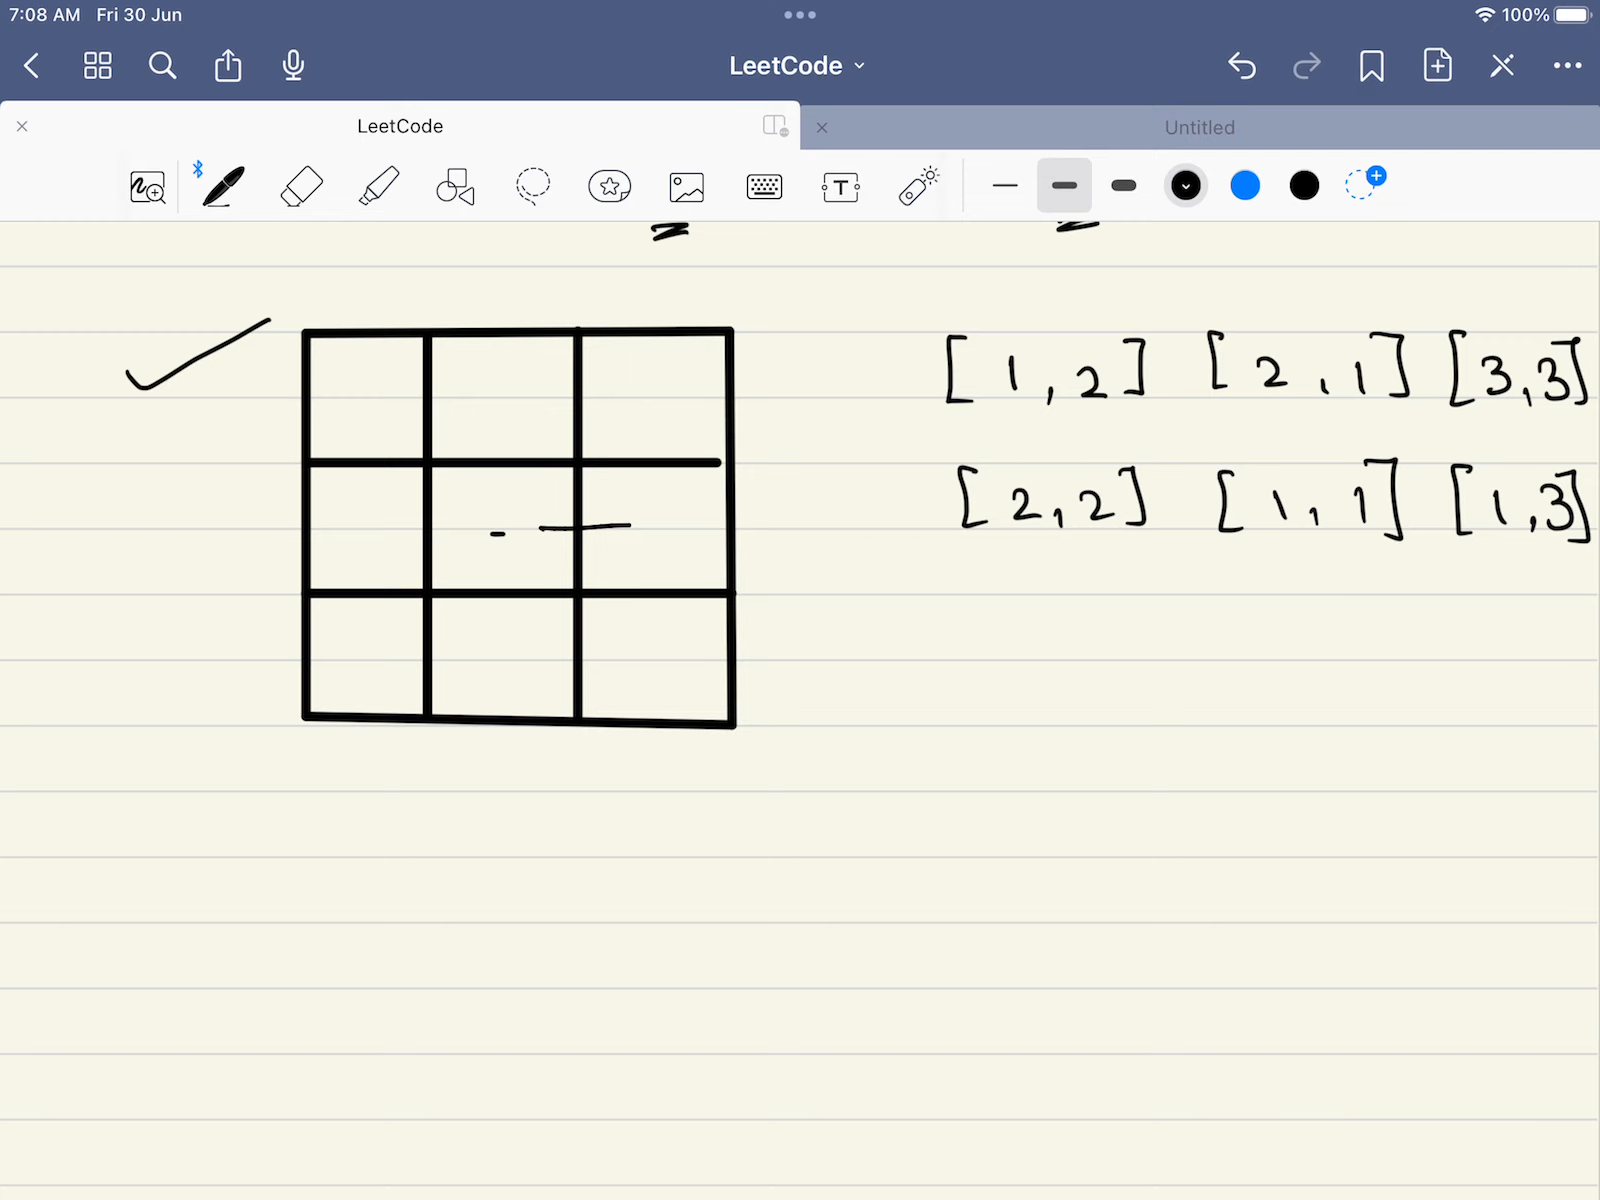 7:08 AM Fri 30 Jun 100%
LeetCode
LeetCode Untitled
T
[ 1 , 2 ] [ 2 , 1 ] [ 3 , 3 ]
[ 2 , 2 ] [ 1 , 1 ] [ 1 , 3 ]